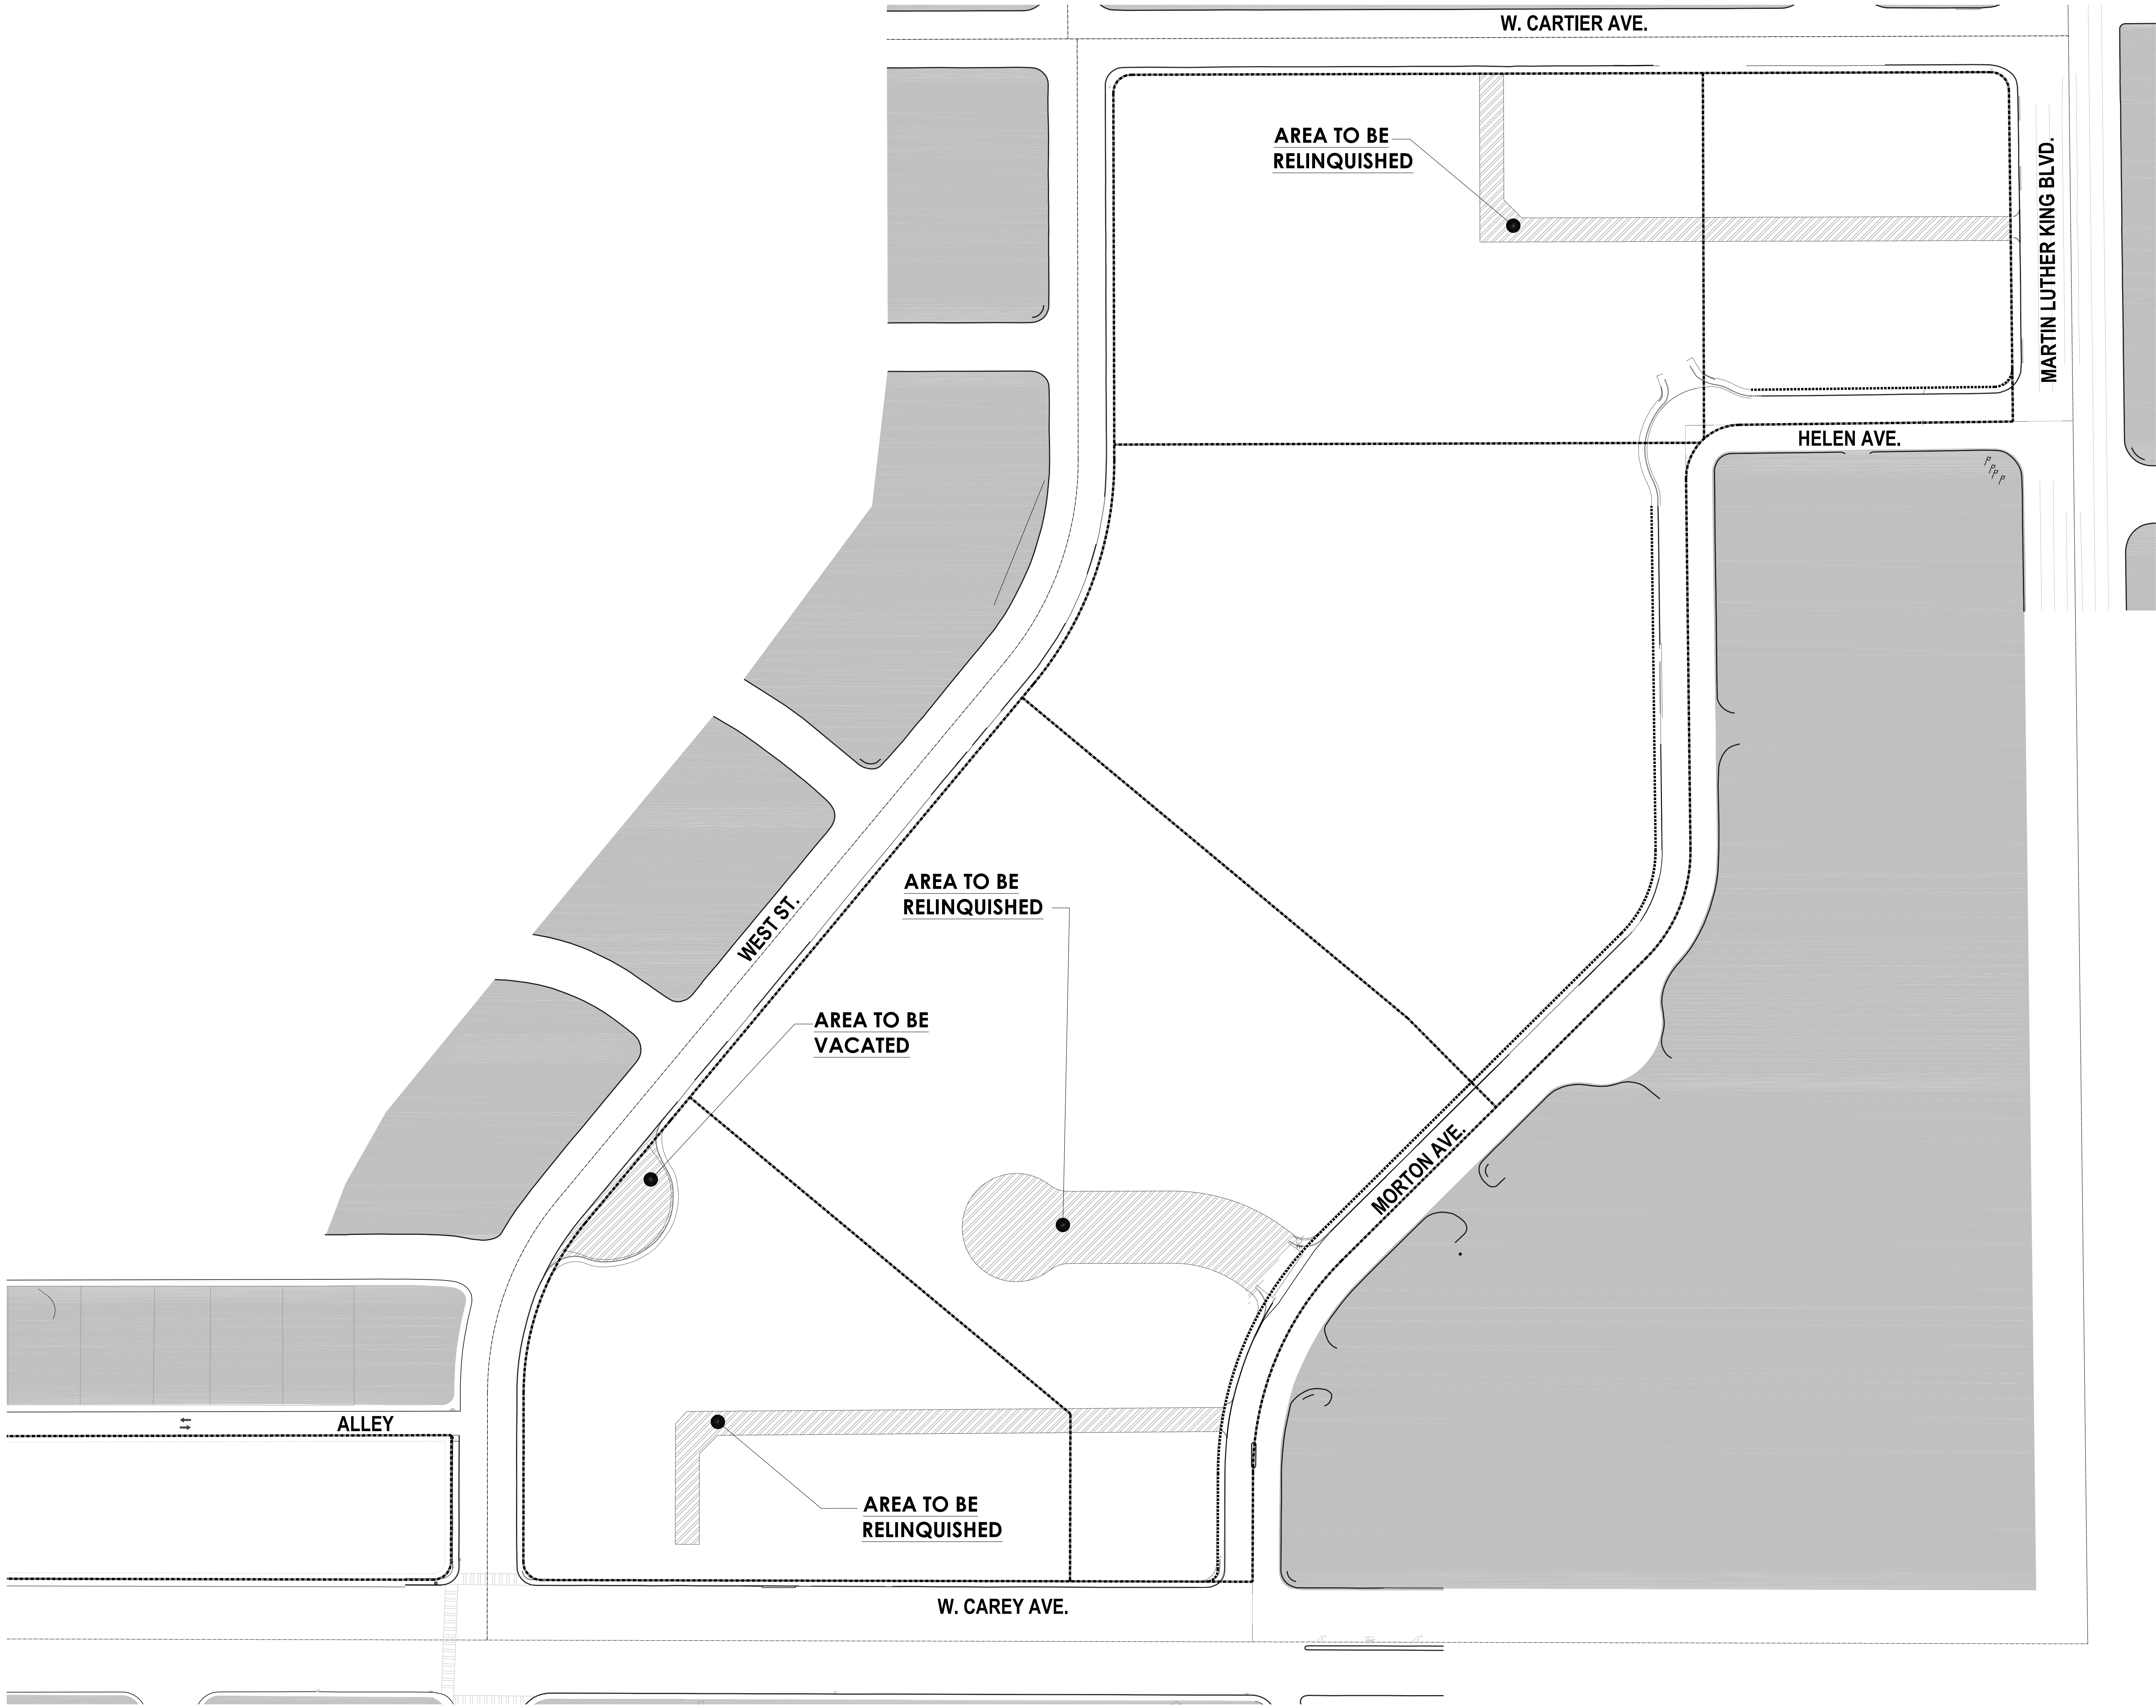 W. CARTIER AVE.
AREA TO BE
RELINQUISHED
MARTIN LUTHER KING BLVD.
HELEN AVE.
AREA TO BE
RELINQUISHED
WEST ST.
AREA TO BE
VACATED
MORTON AVE.
ALLEY
AREA TO BE
RELINQUISHED
W. CAREY AVE.